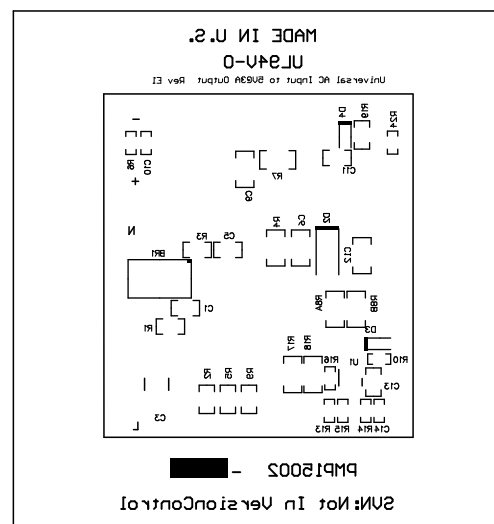 MADE IN U.S.
UL94V-0
Universal AC Input to 5V@3A Output Rev E1
-
D4
R19
R24
R6
C10
+
C9
R7
C11
N
R3
C5
R4
C6
D2
C12
BR1
C1
R1
R8A
R8B
D3
R17
R18
R16
U1
R10
R2
R5
R9
C13
C3
L
R13
R15
R14
C14
PMP15002 -
SVN:Not In VersionControl